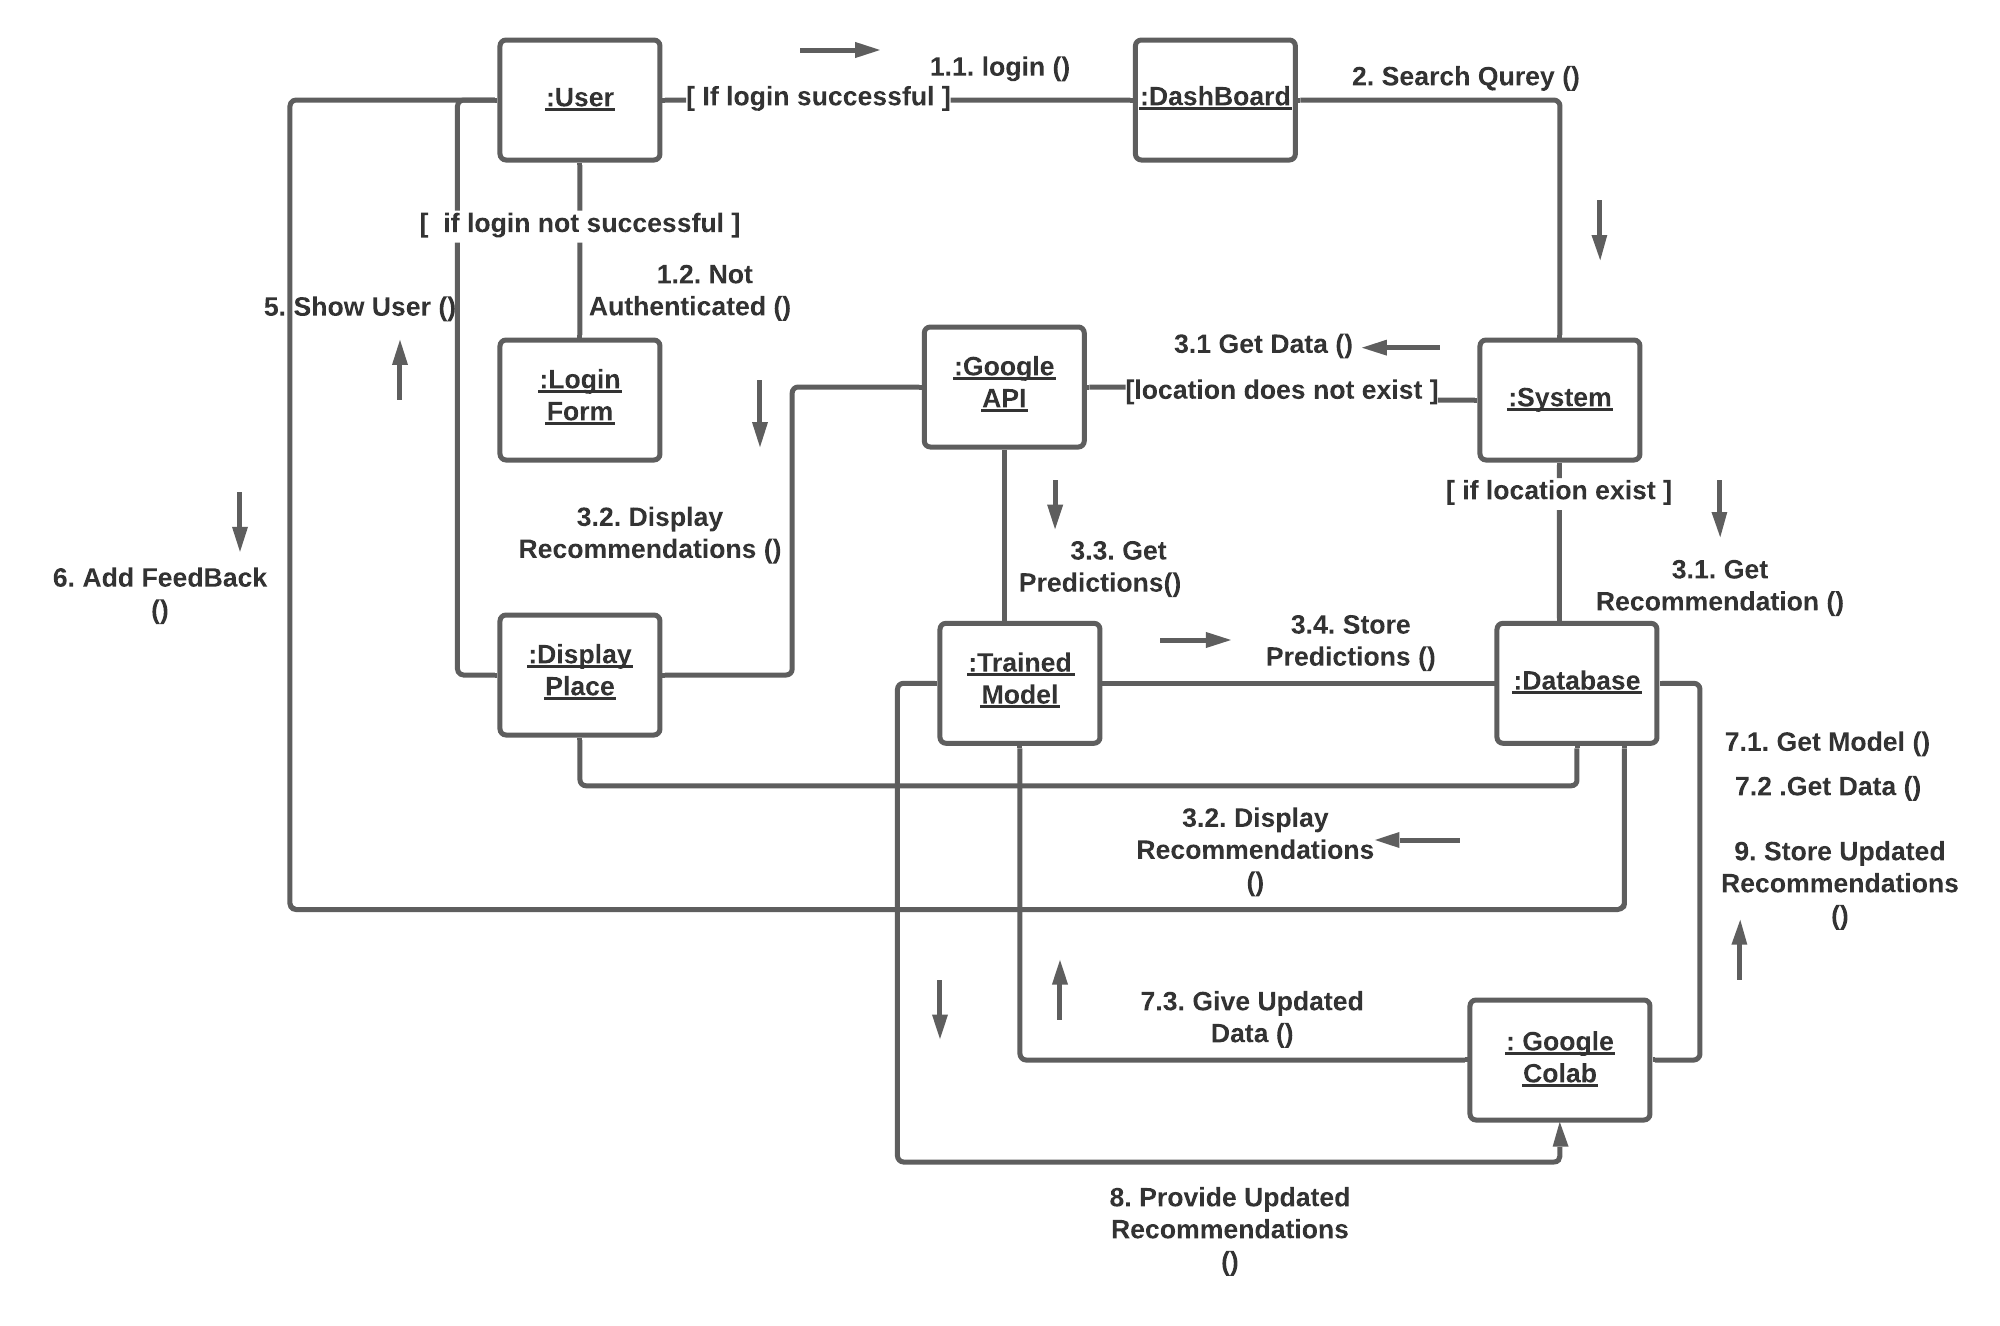 :User
1.1. login ()
[ If login successful ]
:DashBoard
2. Search Qurey ()
[  if login not successful ]
1.2. Not
Authenticated ()
5. Show User ()
:Login
Form
:Google
API
3.1 Get Data ()
[location does not exist ]
:System
[ if location exist ]
3.2. Display
Recommendations ()
3.3. Get
Predictions()
3.1. Get
Recommendation ()
6. Add FeedBack
()
:Display
Place
:Trained
Model
3.4. Store
Predictions ()
:Database
7.1. Get Model ()
7.2 .Get Data ()
3.2. Display
Recommendations
()
9. Store Updated
Recommendations
()
7.3. Give Updated
Data ()
: Google
Colab
8. Provide Updated
Recommendations
()